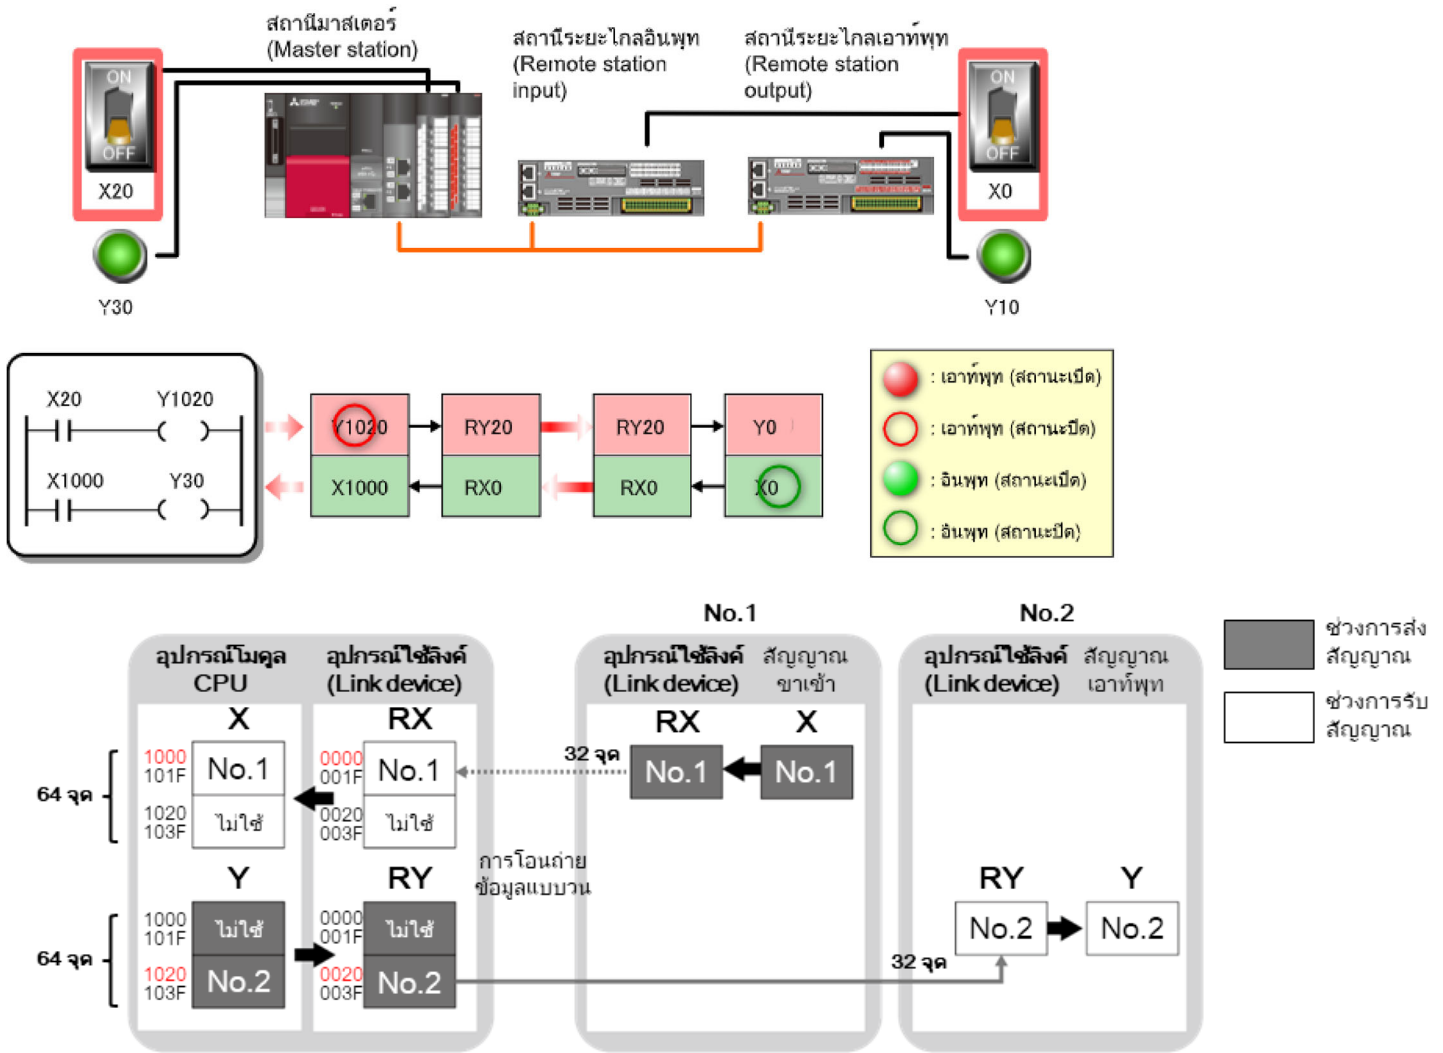 สถานีมาสเตอร์
(Master station)
สถานีระยะไกลอินพุท
(Remote station
input)
สถานีระยะไกลเอาท์พุท
(Remote station
output)
ON
OFF
X20
Y30
ON
OFF
X0
Y10
X20
Y1020
X1000
Y30
Y1020
RY20
RY20
Y0
X1000
RX0
RX0
X0
: เอาท์พุท (สถานะเปิด)
: เอาท์พุท (สถานะปิด)
: อินพุท (สถานะเปิด)
: อินพุท (สถานะปิด)
No.1
No.2
ช่วงการส่ง
สัญญาณ
ช่วงการรับ
สัญญาณ
อุปกรณ์โมดูล
CPU
อุปกรณ์ใช้ลิงค์
(Link device)
อุปกรณ์ใช้ลิงค์
(Link device)
สัญญาณ
ขาเข้า
อุปกรณ์ใช้ลิงค์
(Link device)
สัญญาณ
เอาท์พุท
X
RX
RX
X
64 จุด
1000
101F
No.1
0000
001F
No.1
32 จุด
No.1
No.1
1020
103F
ไม่ใช้
0020
003F
ไม่ใช้
การโอนถ่าย
ข้อมูลแบบวน
Y
RY
RY
Y
64 จุด
1000
101F
ไม่ใช้
0000
001F
ไม่ใช้
No.2
No.2
1020
103F
No.2
0020
003F
No.2
32 จุด